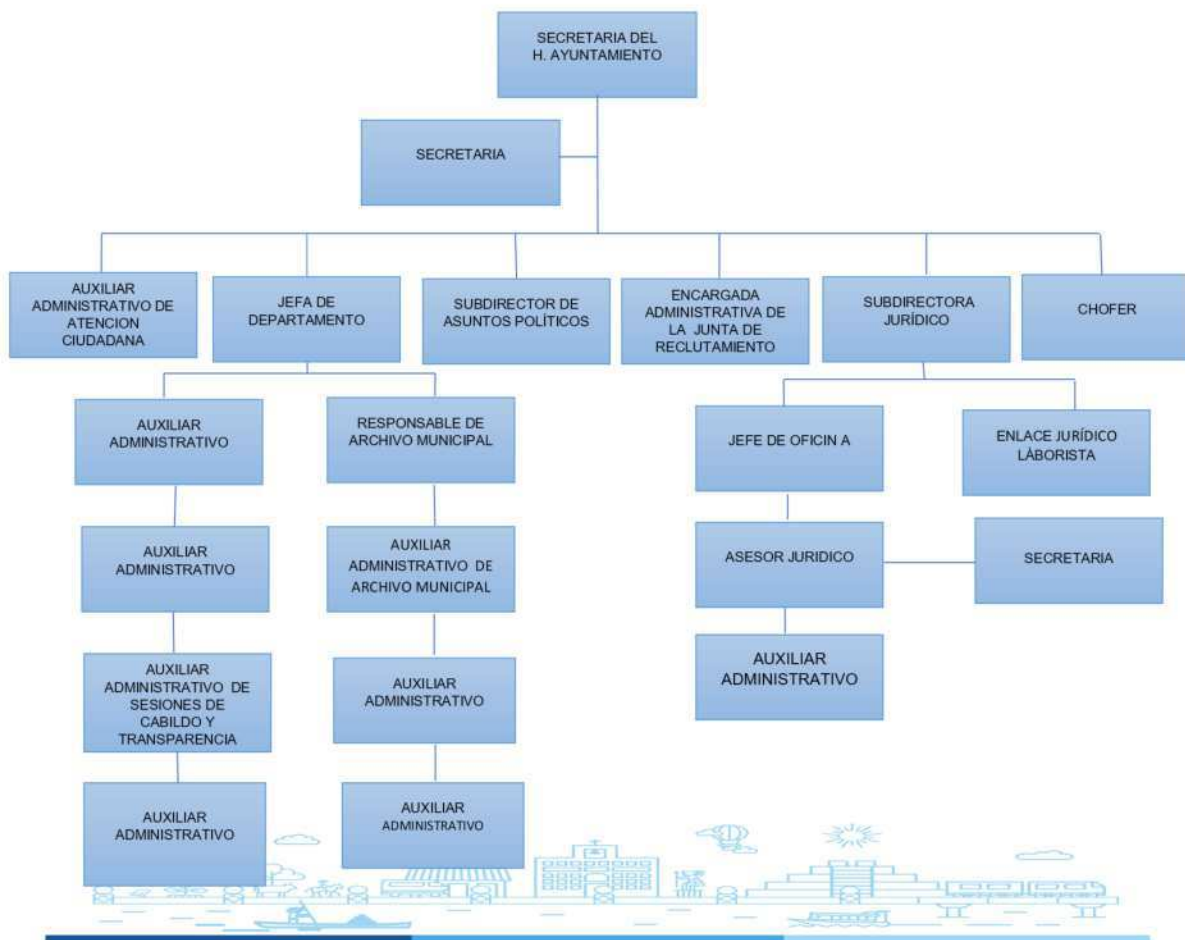 SECRETARIA DEL
H. AYUNTAMIENTO
SECRETARIA
AUXILIAR
ADMINISTRATIVO DE
ATENCION
CIUDADANA
JEFA DE
DEPARTAMENTO
SUBDIRECTOR DE
ASUNTOS POLÍTICOS
ENCARGADA
ADMINISTRATIVA DE
LA JUNTA DE
RECLUTAMIENTO
SUBDIRECTORA
JURÍDICO
CHOFER
AUXILIAR
ADMINISTRATIVO
RESPONSABLE DE
ARCHIVO MUNICIPAL
JEFE DE OFICIN A
ENLACE JURÍDICO
LABORISTA
AUXILIAR
ADMINISTRATIVO
AUXILIAR
ADMINISTRATIVO DE
ARCHIVO MUNICIPAL
ASESOR JURIDICO
SECRETARIA
AUXILIAR
ADMINISTRATIVO DE
SESIONES DE
CABILDO Y
TRANSPARENCIA
AUXILIAR
ADMINISTRATIVO
AUXILIAR
ADMINISTRATIVO
AUXILIAR
ADMINISTRATIVO
AUXILIAR
ADMINISTRATIVO